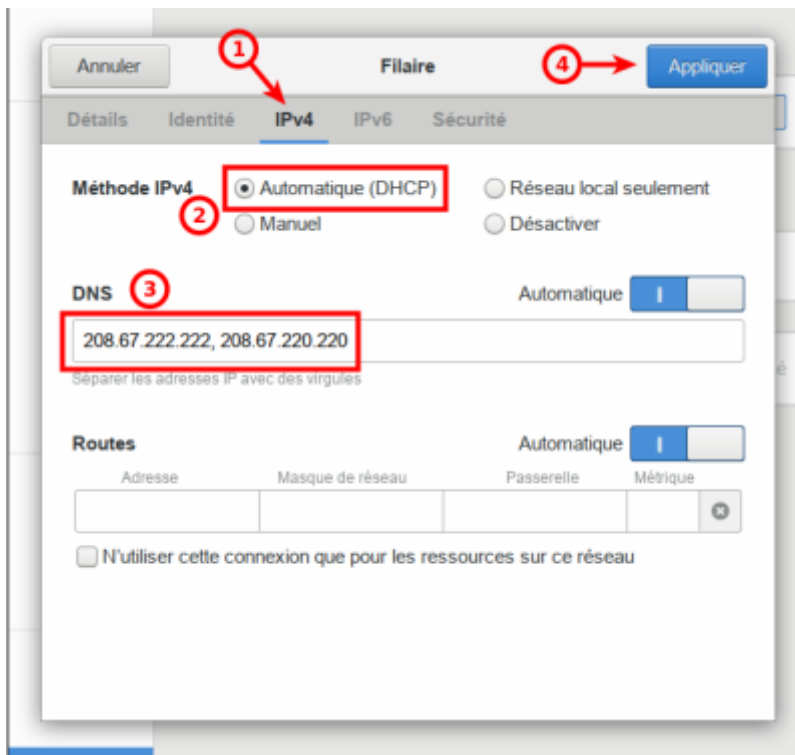 Annuler Filaire Appliquer
1 4
Détails Identité IPv4 IPv6 Sécurité
Méthode IPv4 Automatique (DHCP) Réseau local seulement
2 Manuel Désactiver
DNS 3 Automatique
208.67.222.222, 208.67.220.220
Séparer les adresses IP avec des virgules
Routes Automatique
Adresse Masque de réseau Passerelle Métrique
N'utiliser cette connexion que pour les ressources sur ce réseau